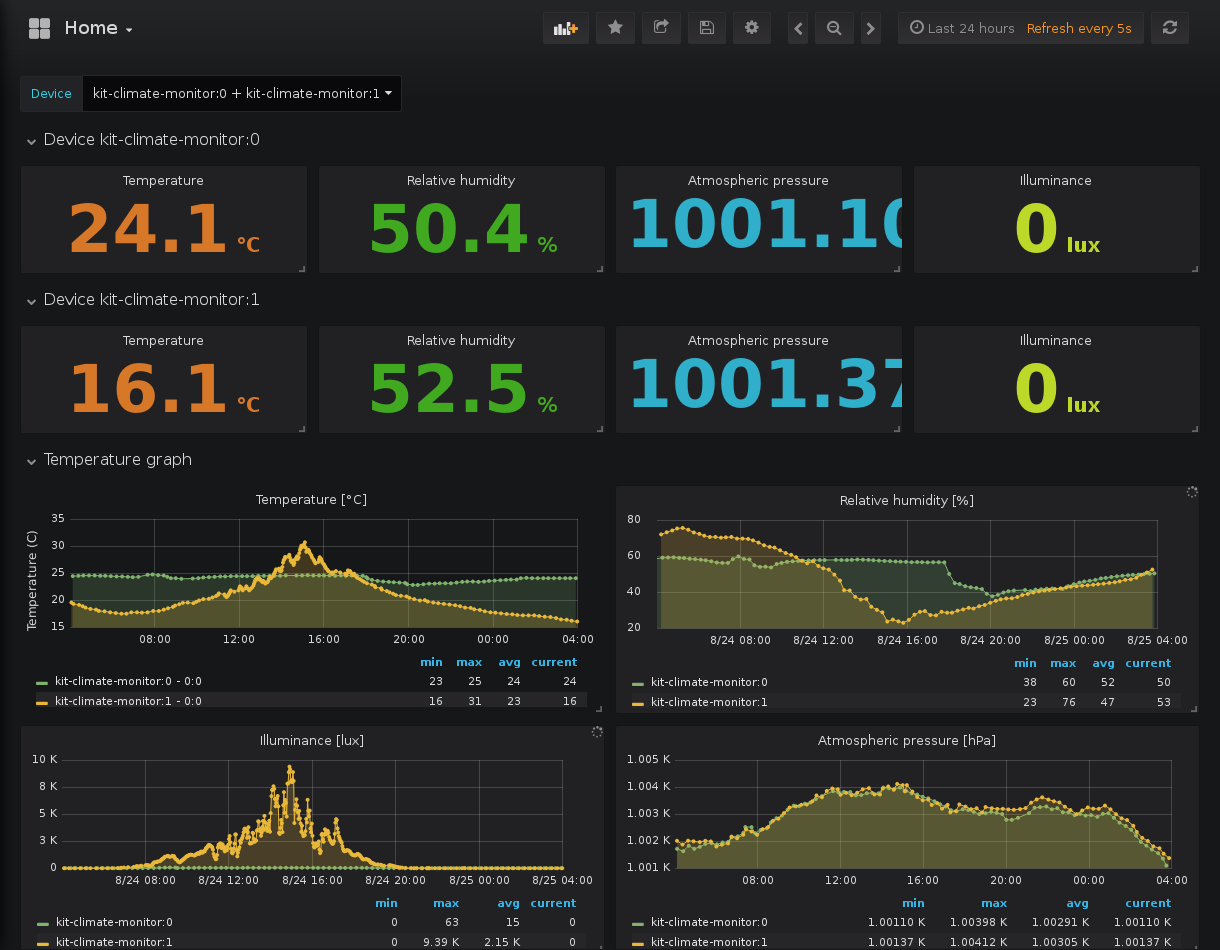 Home
Last 24 hours Refresh every 5s
Device kit-climate-monitor:0 + kit-climate-monitor:1
Device kit-climate-monitor:0
Temperature Relative humidity Atmospheric pressure Illuminance
24.1 °C 50.4 % 1001.10 0 lux
Device kit-climate-monitor:1
Temperature Relative humidity Atmospheric pressure Illuminance
16.1 °C 52.5 % 1001.37 0 lux
Temperature graph
Temperature [°C]
Temperature (C)
35
30
25
20
15
08:00 12:00 16:00 20:00 00:00 04:00
min max avg current
kit-climate-monitor:0 - 0:0 23 25 24 24
kit-climate-monitor:1 - 0:0 16 31 23 16
Relative humidity [%]
80
60
40
20
8/24 08:00 8/24 12:00 8/24 16:00 8/24 20:00 8/25 00:00 8/25 04:00
min max avg current
kit-climate-monitor:0 38 60 52 50
kit-climate-monitor:1 23 76 47 53
Illuminance [lux]
10 K
8 K
5 K
3 K
0
8/24 08:00 8/24 12:00 8/24 16:00 8/24 20:00 8/25 00:00 8/25 04:00
min max avg current
kit-climate-monitor:0 0 63 15 0
kit-climate-monitor:1 0 9.39 K 2.15 K 0
Atmospheric pressure [hPa]
1.005 K
1.004 K
1.003 K
1.002 K
1.001 K
08:00 12:00 16:00 20:00 00:00 04:00
min max avg current
kit-climate-monitor:0 1.00110 K 1.00398 K 1.00291 K 1.00110 K
kit-climate-monitor:1 1.00137 K 1.00412 K 1.00305 K 1.00137 K